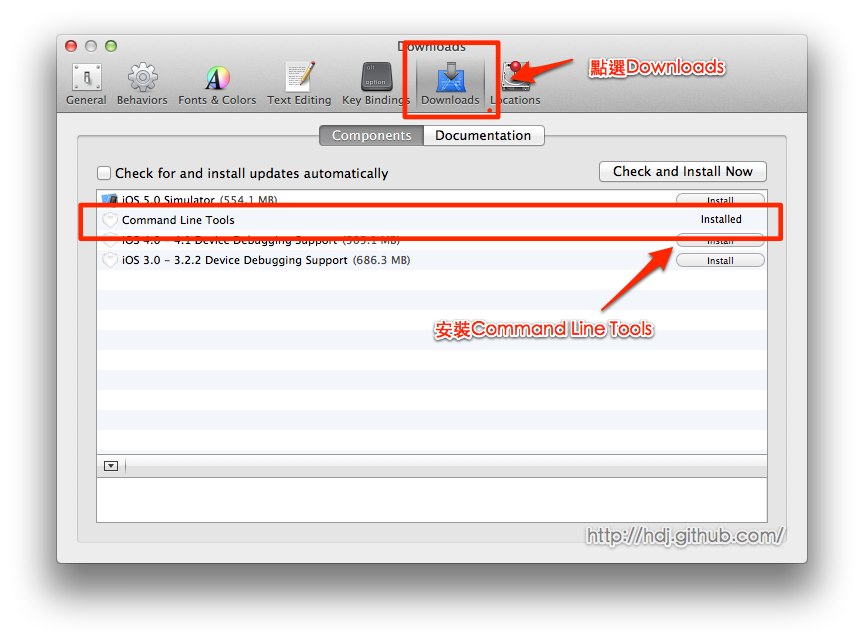 Downloads
General Behaviors Fonts & Colors Text Editing Key Bindings Downloads Locations
alt
option
點選Downloads
Components Documentation
Check for and install updates automatically
Check and Install Now
iOS 5.0 Simulator (554.1 MB)
Install
Command Line Tools
Installed
iOS 4.0 – 4.1 Device Debugging Support (595.1 MB)
Install
iOS 3.0 – 3.2.2 Device Debugging Support (686.3 MB)
Install
安裝Command Line Tools
http://hdj.github.com/